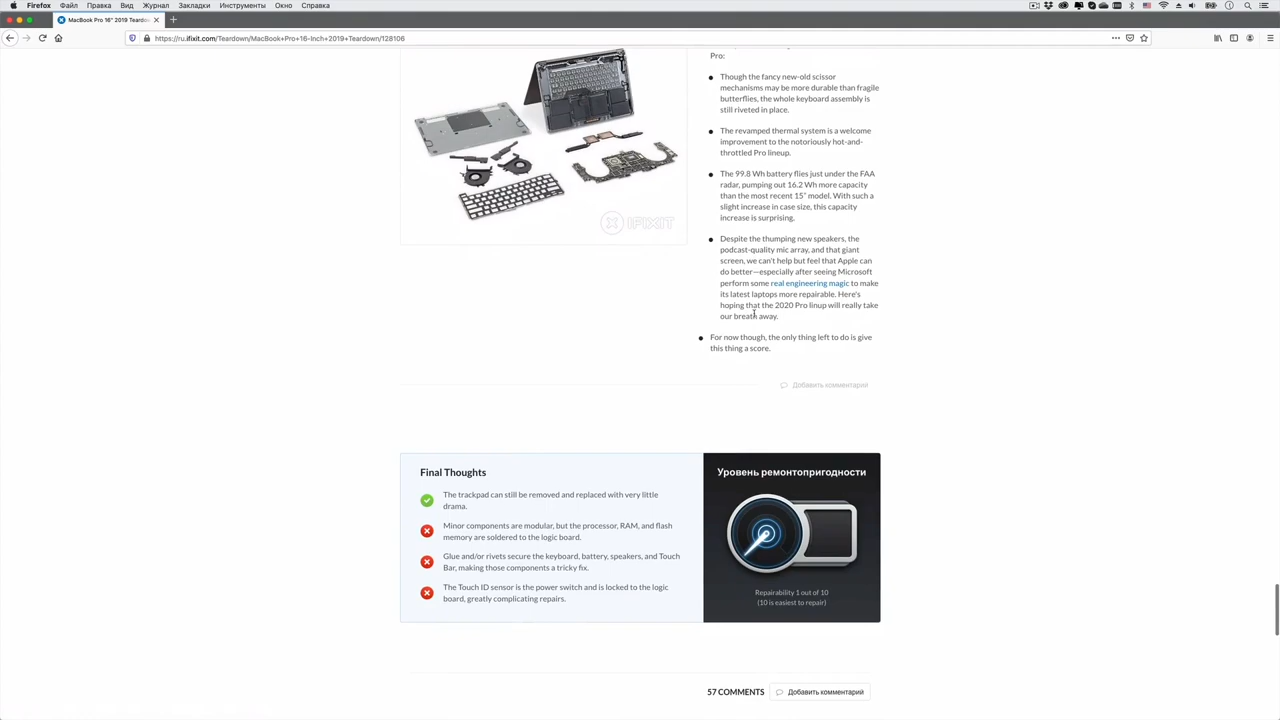 Firefox Файл Правка Вид Журнал Закладки Инструменты Окно Справка
MacBook Pro 16" 2019 Teardow
https://ru.ifixit.com/Teardown/MacBook+Pro+16-Inch+2019+Teardown/128106
Pro:
Though the fancy new-old scissor
mechanisms may be more durable than fragile
butterflies, the whole keyboard assembly is
still riveted in place.
The revamped thermal system is a welcome
improvement to the notoriously hot-and-
throttled Pro lineup.
The 99.8 Wh battery flies just under the FAA
radar, pumping out 16.2 Wh more capacity
than the most recent 15" model. With such a
slight increase in case size, this capacity
increase is surprising.
Despite the thumping new speakers, the
podcast-quality mic array, and that giant
screen, we can't help but feel that Apple can
do better—especially after seeing Microsoft
perform some real engineering magic to make
its latest laptops more repairable. Here's
hoping that the 2020 Pro linup will really take
our breath away.
For now though, the only thing left to do is give
this thing a score.
IFIXIT
Добавить комментарий
Final Thoughts
The trackpad can still be removed and replaced with very little
drama.
Minor components are modular, but the processor, RAM, and flash
memory are soldered to the logic board.
Glue and/or rivets secure the keyboard, battery, speakers, and Touch
Bar, making those components a tricky fix.
The Touch ID sensor is the power switch and is locked to the logic
board, greatly complicating repairs.
Уровень ремонтопригодности
Repairability 1 out of 10
(10 is easiest to repair)
57 COMMENTS
Добавить комментарий